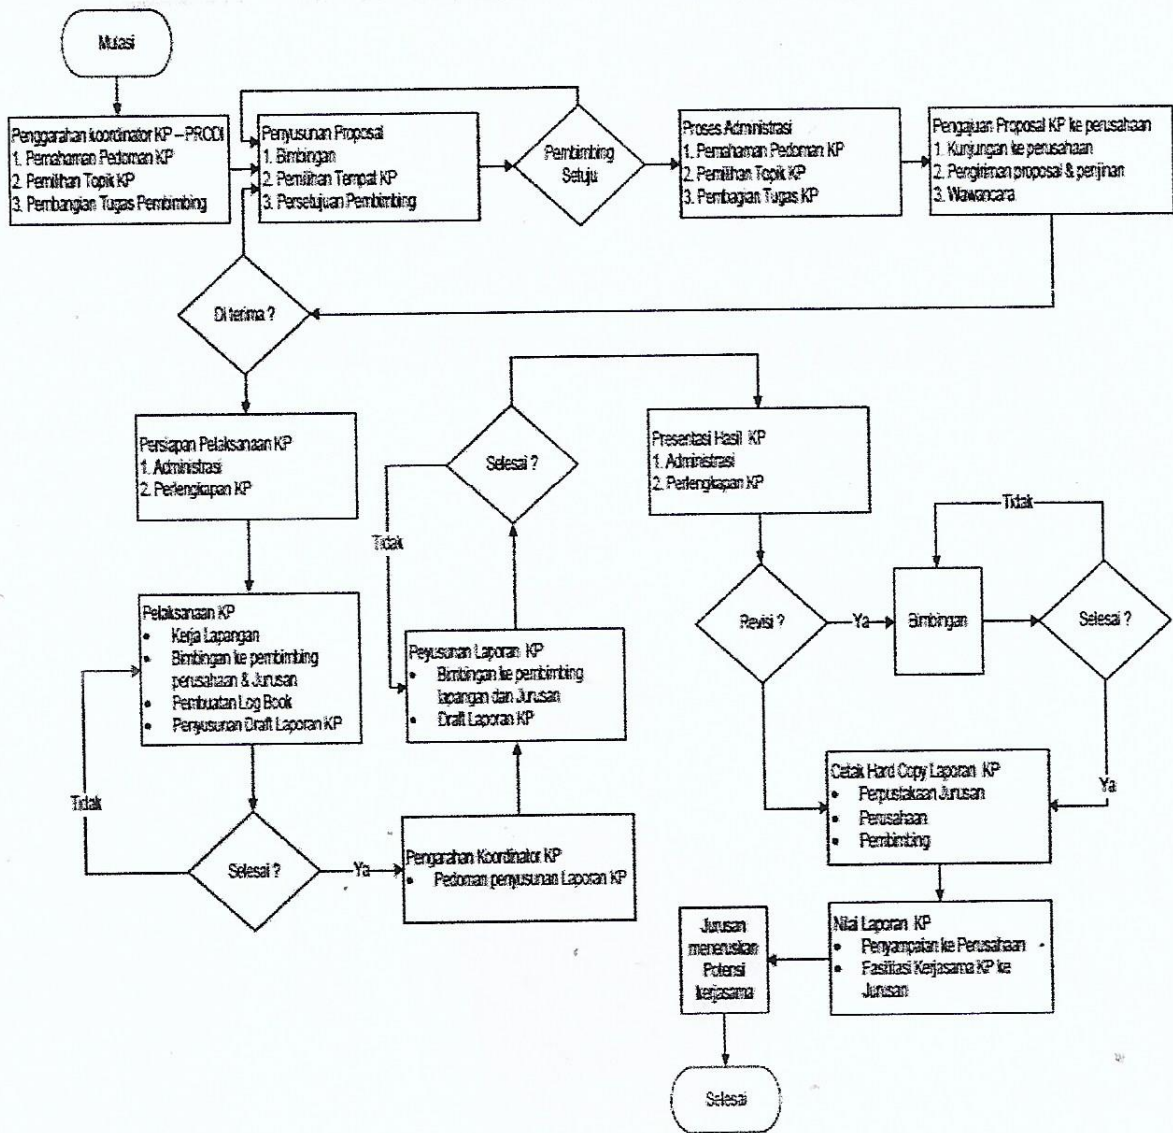 Mulasi
Penggarahan koordinator KP – PRODI
1. Pemahaman Pedoman KP
2. Pemilihan Topik KP
3. Pembangian Tugas Pembimbing
Penyusunan Proposal
1. Bimbingan
2. Pemilihan Tempat KP
3. Persetujuan Pembimbing
Pembimbing
Setuju
Proses Administrasi
1. Pemahaman Pedoman KP
2. Pemilihan Topik KP
3. Pembagian Tugas KP
Pengajuan Proposal KP ke perusahaan
1. Kunjungan ke perusahaan
2. Pengiriman proposal & perijinan
3. Wawancara
Di terima ?
Persiapan Pelaksanaan KP
1. Administrasi
2. Perlengkapan KP
Selesai ?
Tidak
Presentasi Hasil KP
1. Administrasi
2. Perlengkapan KP
Tidak
Pelaksanaan KP
• Kerja Lapangan
• Bimbingan ke pembimbing
perusahaan & Jurusan
• Pembuatan Log Book
• Penyusunan Draft Laporan KP
Peyusunan Laporan KP
• Bimbingan ke pembimbing
lapangan dan Jurusan
• Draft Laporan KP
Revisi ?
Ya
Bimbingan
Selesai ?
Tidak
Ya
Cetak Hard Copy Laporan KP
• Perpustakaan Jurusan
• Perusahaan
• Pembimbing
Selesai ?
Ya
Pengarahan Koordinator KP
• Pedoman penyusunan Laporan KP
Jurusan
meneruskan
Potensi
kerjasama
Nilai Laporan KP
• Penyampaian ke Perusahaan
• Fasilitasi Kerjasama KP ke
Jurusan
Selesai